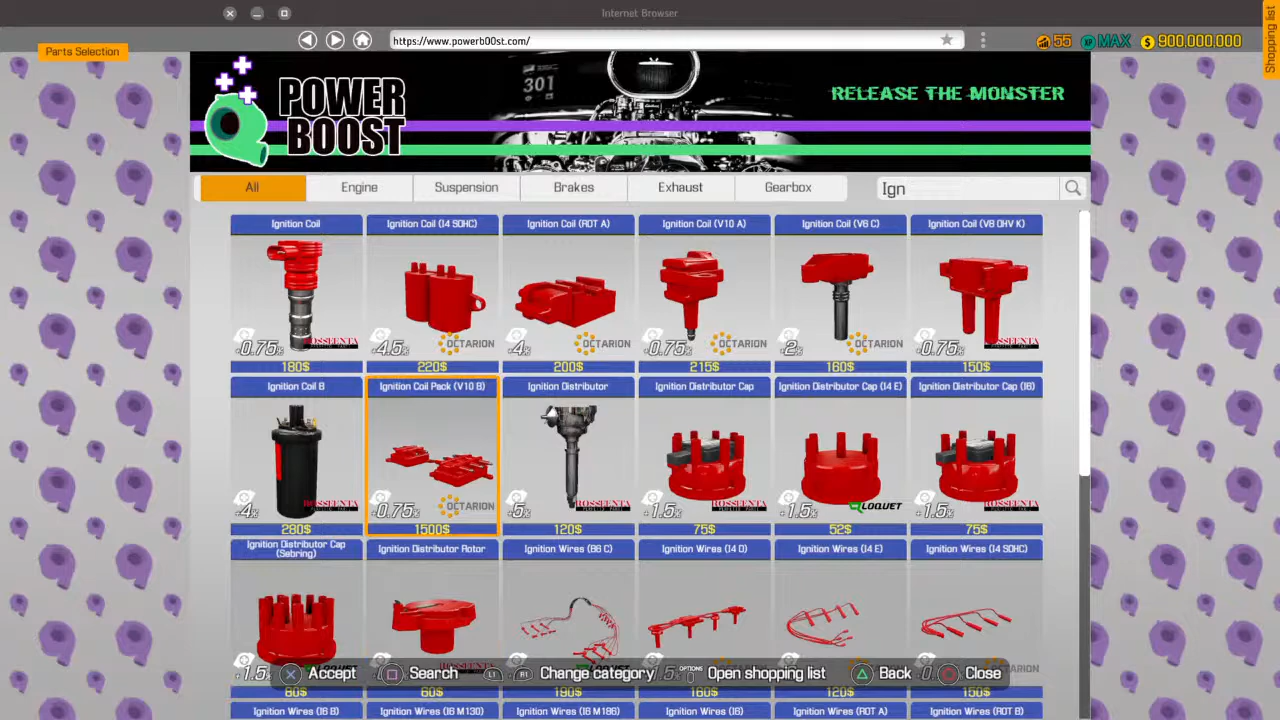 Internet Browser
Shopping list
Parts Selection
https://www.powerb00st.com/
55 XP MAX $ 900.000.000
POWER
BOOST
301
RELEASE THE MONSTER
All Engine Suspension Brakes Exhaust Gearbox
Ign
Ignition Coil Ignition Coil (I4 SOHC) Ignition Coil (ROT A) Ignition Coil (V10 A) Ignition Coil (V6 C) Ignition Coil (V8 OHV K)
+0.75% +4.5% +4% +0.75% +2% +0.75%
OCTARION OCTARION OCTARION OCTARION
180$ 220$ 200$ 215$ 160$ 150$
Ignition Coil B Ignition Coil Pack (V10 B) Ignition Distributor Ignition Distributor Cap Ignition Distributor Cap (I4 E) Ignition Distributor Cap (I6)
+4% +0.75% +5% +1.5% +1.5% +1.5%
OCTARION LOQUET
280$ 1500$ 120$ 75$ 52$ 75$
Ignition Distributor Cap (Sebring) Ignition Distributor Rotor Ignition Wires (B6 C) Ignition Wires (I4 D) Ignition Wires (I4 E) Ignition Wires (I4 SOHC)
+1.5%
Accept Search L1 R1 Change category OPTIONS Open shopping list Back Close
60$ 60$ 180$ 160$ 120$ 150$
Ignition Wires (I6 B) Ignition Wires (I6 M130) Ignition Wires (I6 M186) Ignition Wires (I6) Ignition Wires (ROT A) Ignition Wires (ROT B)